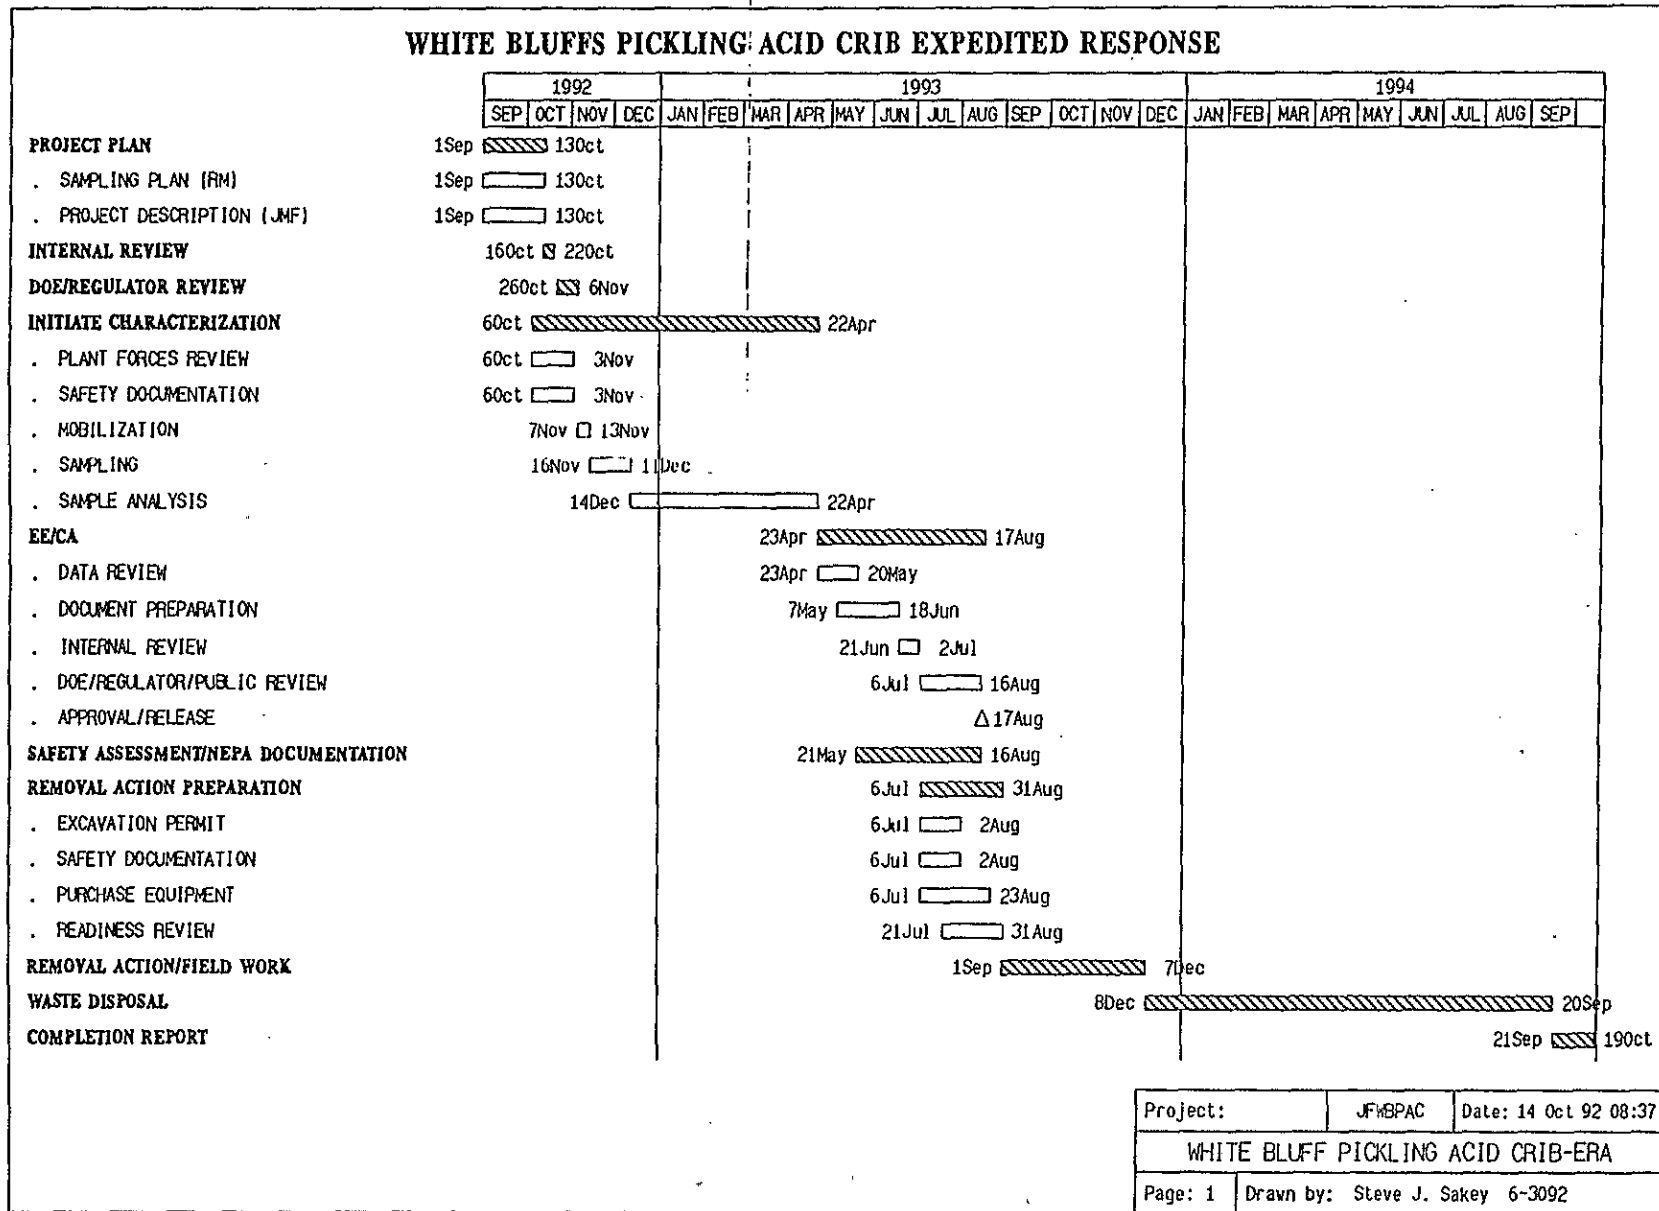 WHITE BLUFFS PICKLING ACID CRIB EXPEDITED RESPONSE
1992 1993 1994
SEP OCT NOV DEC JAN FEB MAR APR MAY JUN JUL AUG SEP OCT NOV DEC JAN FEB MAR APR MAY JUN JUL AUG SEP
PROJECT PLAN 1Sep 13Oct
. SAMPLING PLAN (RM) 1Sep 13Oct
. PROJECT DESCRIPTION (JMF) 1Sep 13Oct
INTERNAL REVIEW 16Oct 22Oct
DOE/REGULATOR REVIEW 26Oct 6Nov
INITIATE CHARACTERIZATION 6Oct 22Apr
. PLANT FORCES REVIEW 6Oct 3Nov
. SAFETY DOCUMENTATION 6Oct 3Nov
. MOBILIZATION 7Nov 13Nov
. SAMPLING 16Nov 11Dec
. SAMPLE ANALYSIS 14Dec 22Apr
EE/CA 23Apr 17Aug
. DATA REVIEW 23Apr 20May
. DOCUMENT PREPARATION 7May 18Jun
. INTERNAL REVIEW 21Jun 2Jul
. DOE/REGULATOR/PUBLIC REVIEW 6Jul 16Aug
. APPROVAL/RELEASE 17Aug
SAFETY ASSESSMENT/NEPA DOCUMENTATION 21May 16Aug
REMOVAL ACTION PREPARATION 6Jul 31Aug
. EXCAVATION PERMIT 6Jul 2Aug
. SAFETY DOCUMENTATION 6Jul 2Aug
. PURCHASE EQUIPMENT 6Jul 23Aug
. READINESS REVIEW 21Jul 31Aug
REMOVAL ACTION/FIELD WORK 1Sep 7Dec
WASTE DISPOSAL 8Dec 20Sep
COMPLETION REPORT 21Sep 19Oct
Project: JFWBPAC Date: 14 Oct 92 08:37
WHITE BLUFF PICKLING ACID CRIB-ERA
Page: 1 Drawn by: Steve J. Sakey 6-3092